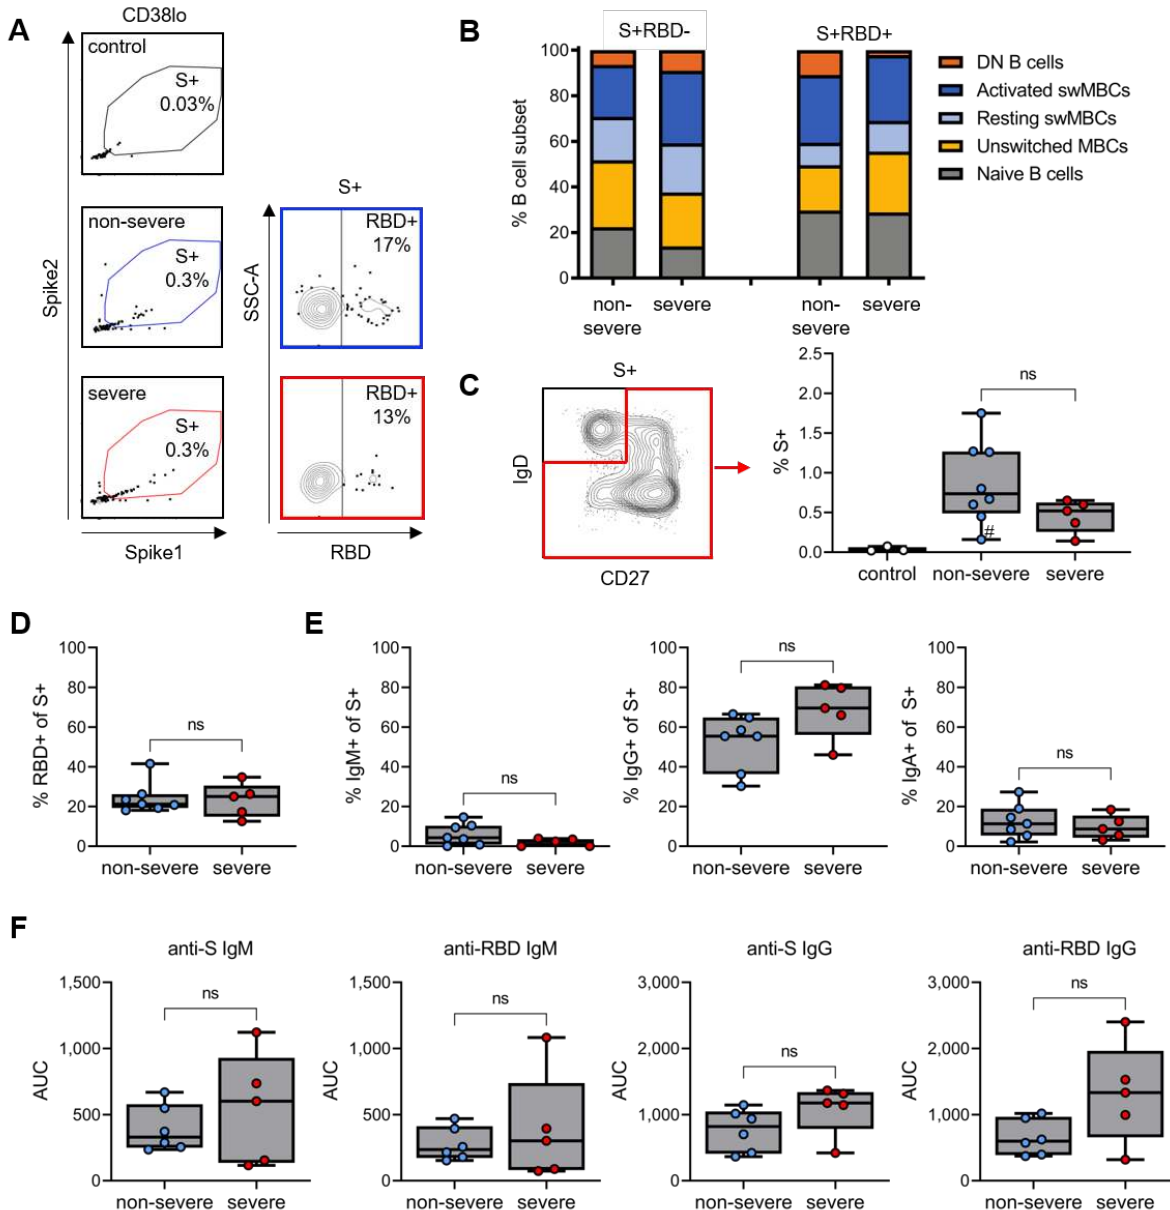 A
CD38lo
control
S+
0.03%
non-severe
S+
0.3%
severe
S+
0.3%
Spike2
Spike1
S+
RBD+
17%
RBD+
13%
SSC-A
RBD
B
S+RBD-
S+RBD+
% B cell subset
100
80
60
40
20
0
non-
severe
severe
non-
severe
severe
DN B cells
Activated swMBCs
Resting swMBCs
Unswitched MBCs
Naive B cells
C
S+
IgD
CD27
% S+
2.5
2.0
1.5
1.0
0.5
0.0
ns
#
control
non-severe
severe
D
% RBD+ of S+
100
80
60
40
20
0
ns
non-severe
severe
E
% IgM+ of S+
100
80
60
40
20
0
ns
non-severe
severe
% IgG+ of S+
100
80
60
40
20
0
ns
non-severe
severe
% IgA+ of S+
100
80
60
40
20
0
ns
non-severe
severe
F
anti-S IgM
AUC
1,500
1,000
500
0
ns
non-severe
severe
anti-RBD IgM
AUC
1,500
1,000
500
0
ns
non-severe
severe
anti-S IgG
AUC
3,000
2,000
1,000
0
ns
non-severe
severe
anti-RBD IgG
AUC
3,000
2,000
1,000
0
ns
non-severe
severe